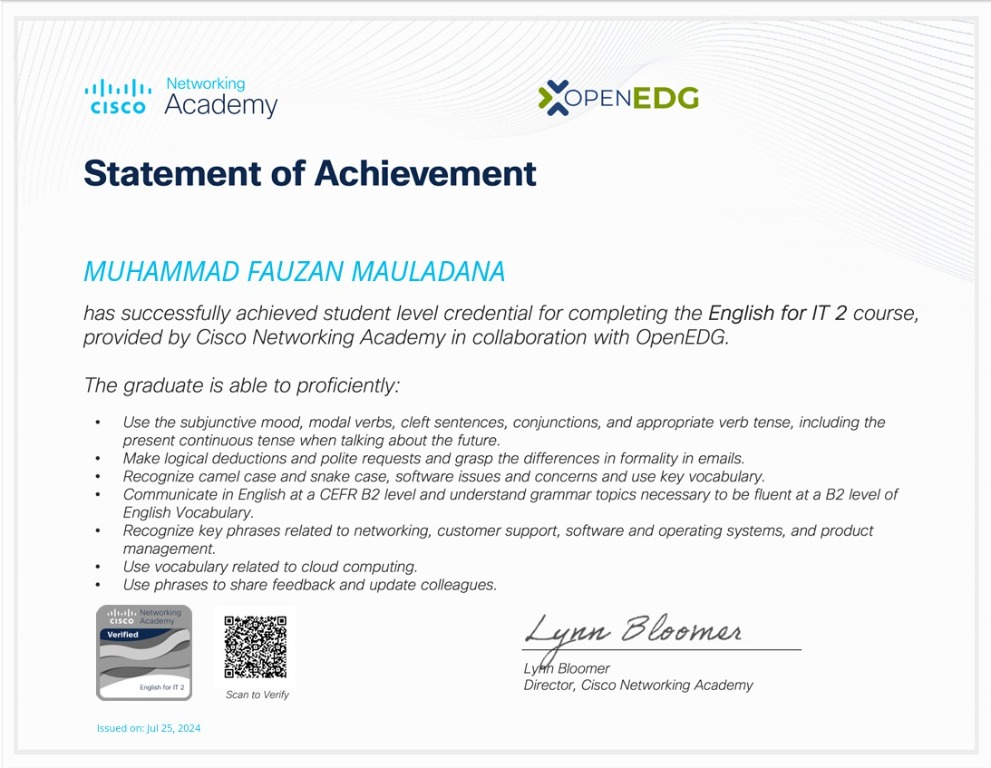 CISCO Networking Academy
OPENEDG
Statement of Achievement
MUHAMMAD FAUZAN MAULADANA
has successfully achieved student level credential for completing the English for IT 2 course,
provided by Cisco Networking Academy in collaboration with OpenEDG.
The graduate is able to proficiently:
• Use the subjunctive mood, modal verbs, cleft sentences, conjunctions, and appropriate verb tense, including the
present continuous tense when talking about the future.
• Make logical deductions and polite requests and grasp the differences in formality in emails.
• Recognize camel case and snake case, software issues and concerns and use key vocabulary.
• Communicate in English at a CEFR B2 level and understand grammar topics necessary to be fluent at a B2 level of
English Vocabulary.
• Recognize key phrases related to networking, customer support, software and operating systems, and product
management.
• Use vocabulary related to cloud computing.
• Use phrases to share feedback and update colleagues.
CISCO Networking Academy
Verified
English for IT 2
Scan to Verify
Lynn Bloomer
Lynn Bloomer
Director, Cisco Networking Academy
Issued on: Jul 25, 2024